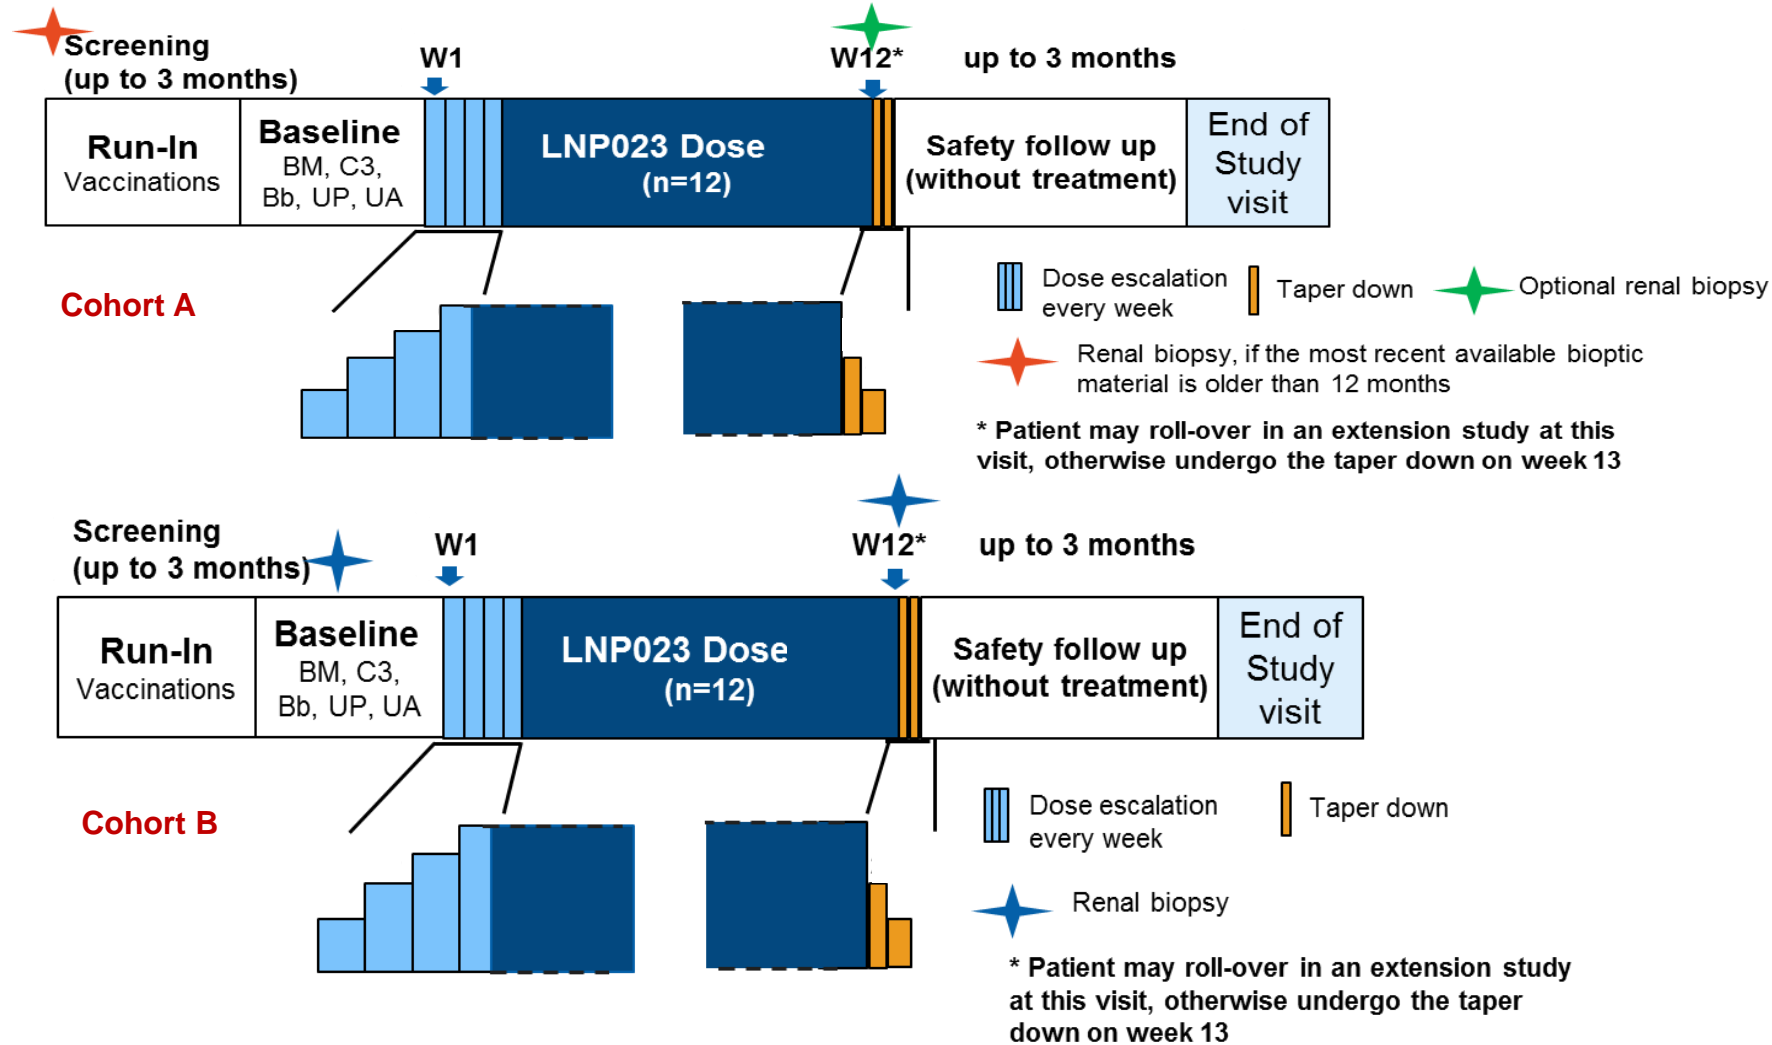 Screening
(up to 3 months)
W1
W12*
up to 3 months
Run-In
Vaccinations
Baseline
BM, C3,
Bb, UP, UA
LNP023 Dose
(n=12)
Safety follow up
(without treatment)
End of
Study
visit
Cohort A
Dose escalation
every week
Taper down
Optional renal biopsy
Renal biopsy, if the most recent available bioptic
material is older than 12 months
* Patient may roll-over in an extension study at this
visit, otherwise undergo the taper down on week 13
Screening
(up to 3 months)
W1
W12*
up to 3 months
Run-In
Vaccinations
Baseline
BM, C3,
Bb, UP, UA
LNP023 Dose
(n=12)
Safety follow up
(without treatment)
End of
Study
visit
Cohort B
Dose escalation
every week
Taper down
Renal biopsy
* Patient may roll-over in an extension study
at this visit, otherwise undergo the taper
down on week 13